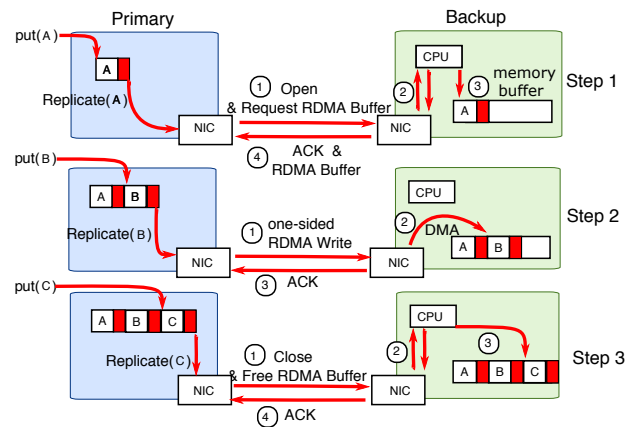 Primary
Backup
put(A)
A
Replicate(A)
NIC
1 Open
& Request RDMA Buffer
4 ACK &
RDMA Buffer
NIC
CPU
2
3 memory
buffer
A
Step 1
put(B)
A B
Replicate(B)
NIC
1 one-sided
RDMA Write
3 ACK
NIC
CPU
2
DMA
A B
Step 2
put(C)
A B C
Replicate(C)
NIC
1 Close
& Free RDMA Buffer
4 ACK
NIC
CPU
2
3
A B C
Step 3